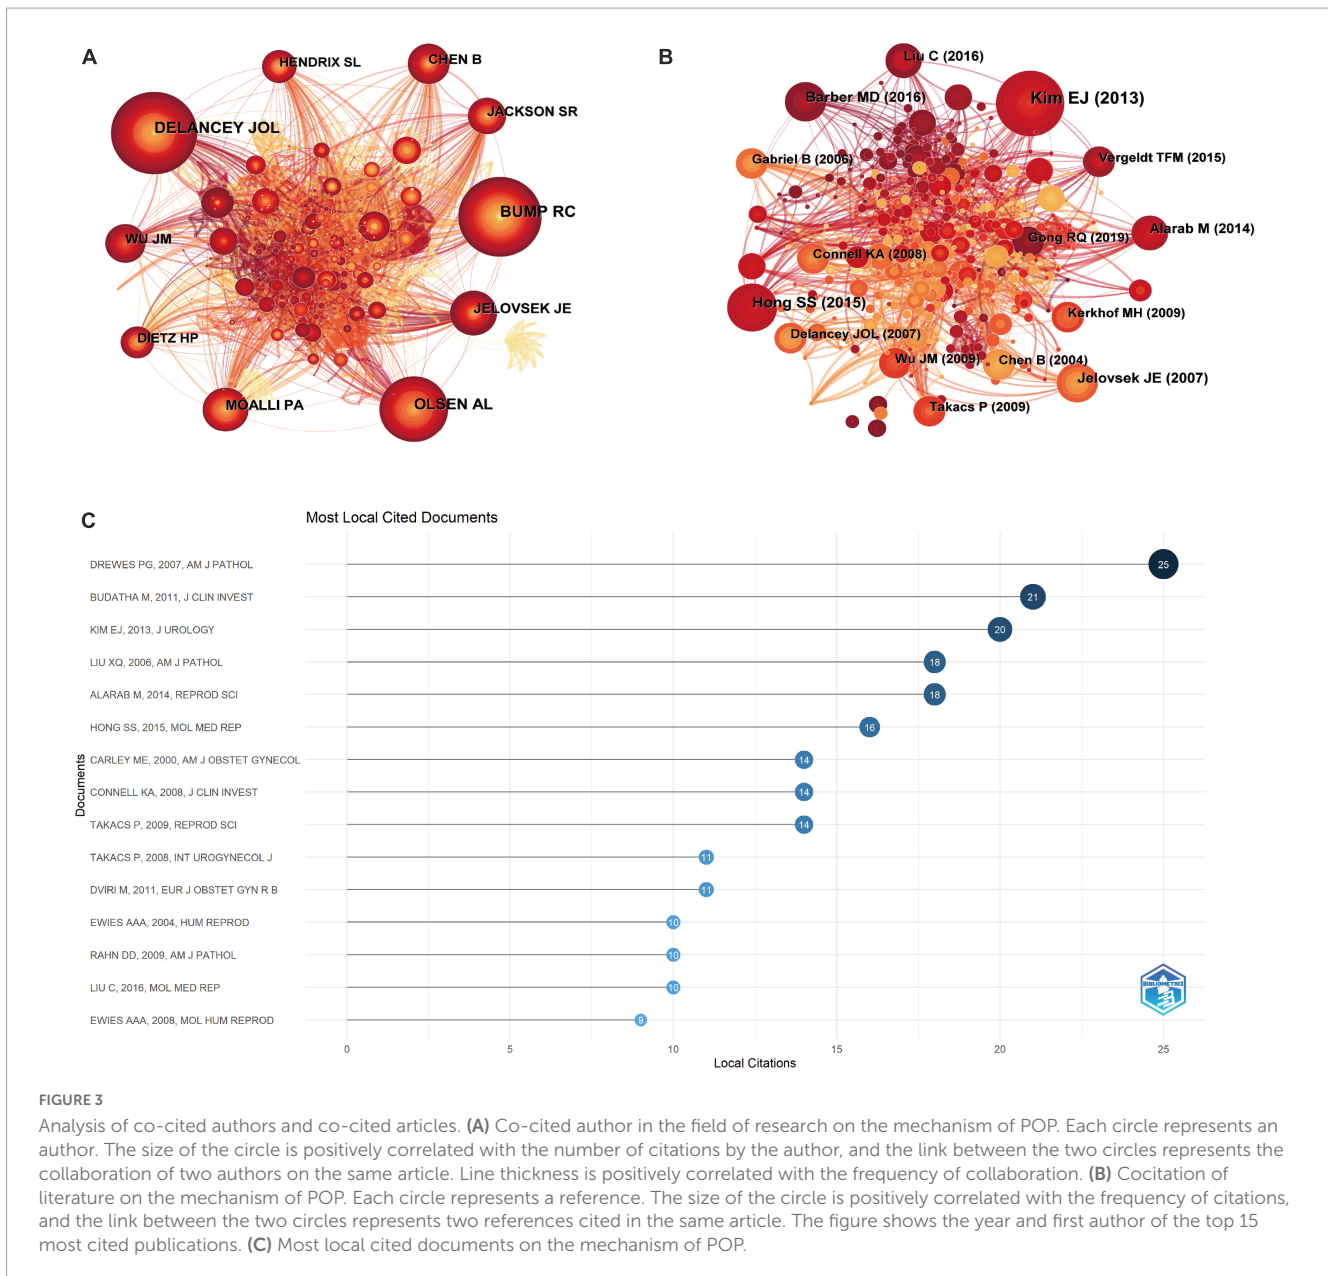 A
HENDRIX SL
CHEN B
DELANCEY JOL
JACKSON SR
BUMP RC
WU JM
JELOVSEK JE
DIETZ HP
MOALLI PA
OLSEN AL
B
Liu C (2016)
Barber MD (2016)
Kim EJ (2013)
Gabriel B (2006)
Vergeldt TFM (2015)
Alarab M (2014)
Gong RQ (2019)
Connell KA (2008)
Hong SS (2015)
Kerkhof MH (2009)
Delancey JOL (2007)
Wu JM (2009)
Chen B (2004)
Jelovsek JE (2007)
Takacs P (2009)
C
Most Local Cited Documents
Documents
DREWES PG, 2007, AM J PATHOL 25
BUDATHA M, 2011, J CLIN INVEST 21
KIM EJ, 2013, J UROLOGY 20
LIU XQ, 2006, AM J PATHOL 18
ALARAB M, 2014, REPROD SCI 18
HONG SS, 2015, MOL MED REP 16
CARLEY ME, 2000, AM J OBSTET GYNECOL 14
CONNELL KA, 2008, J CLIN INVEST 14
TAKACS P, 2009, REPROD SCI 14
TAKACS P, 2008, INT UROGYNECOL J 11
DVIRI M, 2011, EUR J OBSTET GYN R B 11
EWIES AAA, 2004, HUM REPROD 10
RAHN DD, 2009, AM J PATHOL 10
LIU C, 2016, MOL MED REP 10
EWIES AAA, 2008, MOL HUM REPROD 9
BIBLIOMETRIX
0 5 10 15 20 25
Local Citations
FIGURE 3
Analysis of co-cited authors and co-cited articles. (A) Co-cited author in the field of research on the mechanism of POP. Each circle represents an
author. The size of the circle is positively correlated with the number of citations by the author, and the link between the two circles represents the
collaboration of two authors on the same article. Line thickness is positively correlated with the frequency of collaboration. (B) Cocitation of
literature on the mechanism of POP. Each circle represents a reference. The size of the circle is positively correlated with the frequency of citations,
and the link between the two circles represents two references cited in the same article. The figure shows the year and first author of the top 15
most cited publications. (C) Most local cited documents on the mechanism of POP.